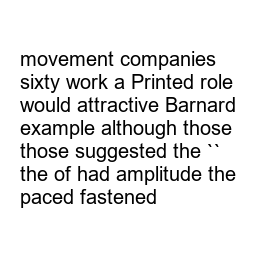 movement companies
sixty work a Printed role
would attractive Barnard
example although those
those suggested the ``
the of had amplitude the
paced fastened